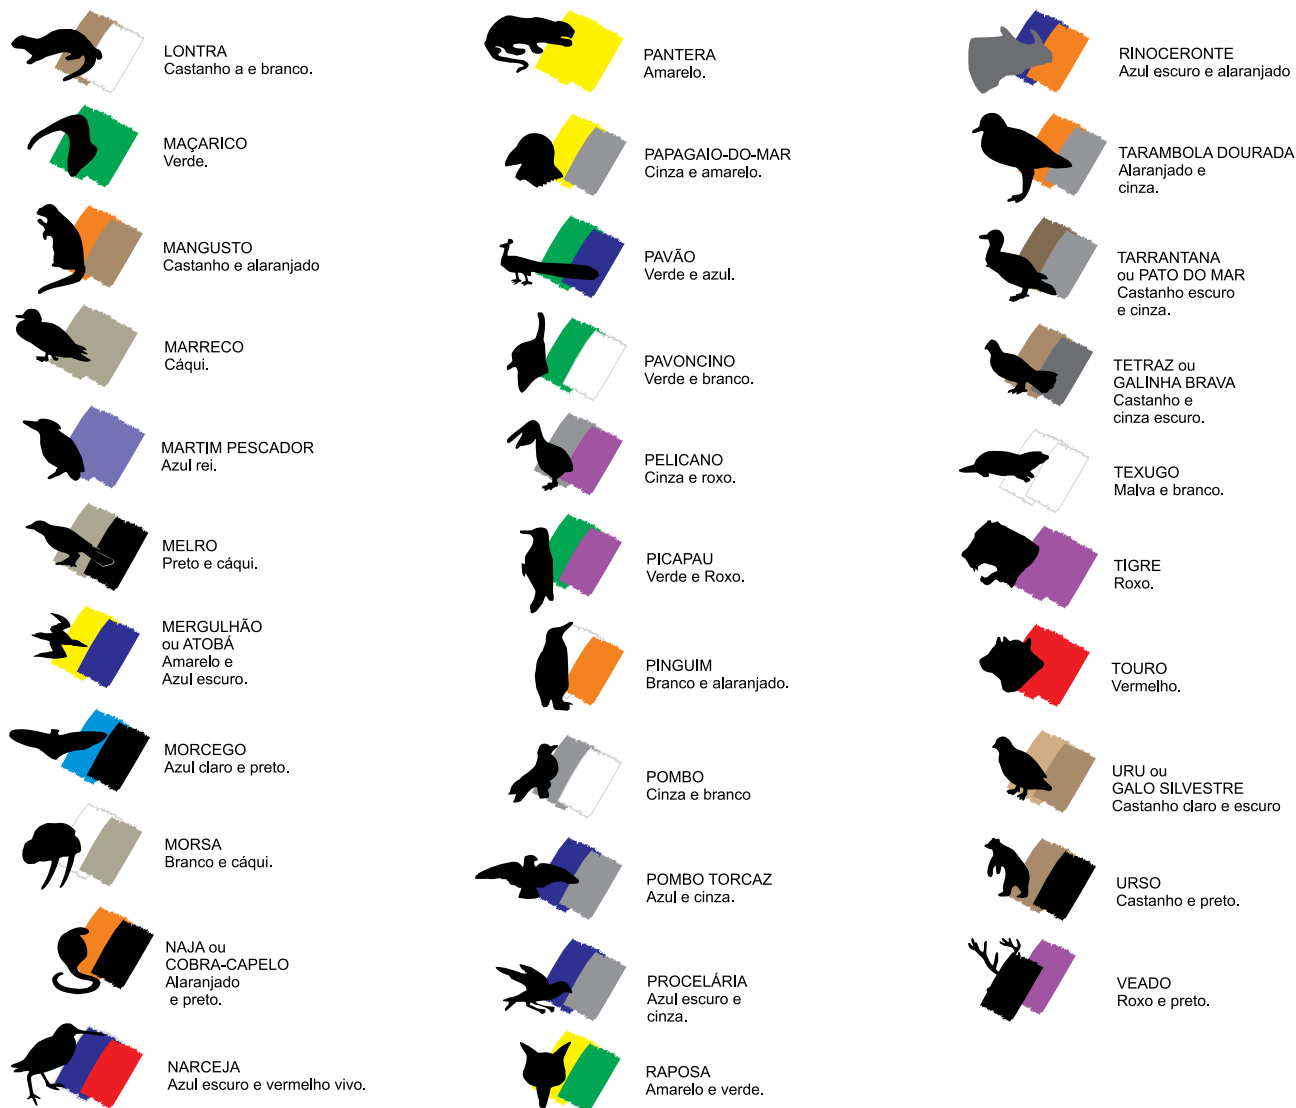 LONTRA
Castanho a e branco.
MAÇARICO
Verde.
MANGUSTO
Castanho e alaranjado
MARRECO
Cáqui.
MARTIM PESCADOR
Azul rei.
MELRO
Preto e cáqui.
MERGULHÃO
ou ATOBÁ
Amarelo e
Azul escuro.
MORCEGO
Azul claro e preto.
MORSA
Branco e cáqui.
NAJA ou
COBRA-CAPELO
Alaranjado
e preto.
NARCEJA
Azul escuro e vermelho vivo.
PANTERA
Amarelo.
PAPAGAIO-DO-MAR
Cinza e amarelo.
PAVÃO
Verde e azul.
PAVONCINO
Verde e branco.
PELICANO
Cinza e roxo.
PICAPAU
Verde e Roxo.
PINGUIM
Branco e alaranjado.
POMBO
Cinza e branco
POMBO TORCAZ
Azul e cinza.
PROCELÁRIA
Azul escuro e
cinza.
RAPOSA
Amarelo e verde.
RINOCERONTE
Azul escuro e alaranjado
TARAMBOLA DOURADA
Alaranjado e
cinza.
TARRANTANA
ou PATO DO MAR
Castanho escuro
e cinza.
TETRAZ ou
GALINHA BRAVA
Castanho e
cinza escuro.
TEXUGO
Malva e branco.
TIGRE
Roxo.
TOURO
Vermelho.
URU ou
GALO SILVESTRE
Castanho claro e escuro
URSO
Castanho e preto.
VEADO
Roxo e preto.